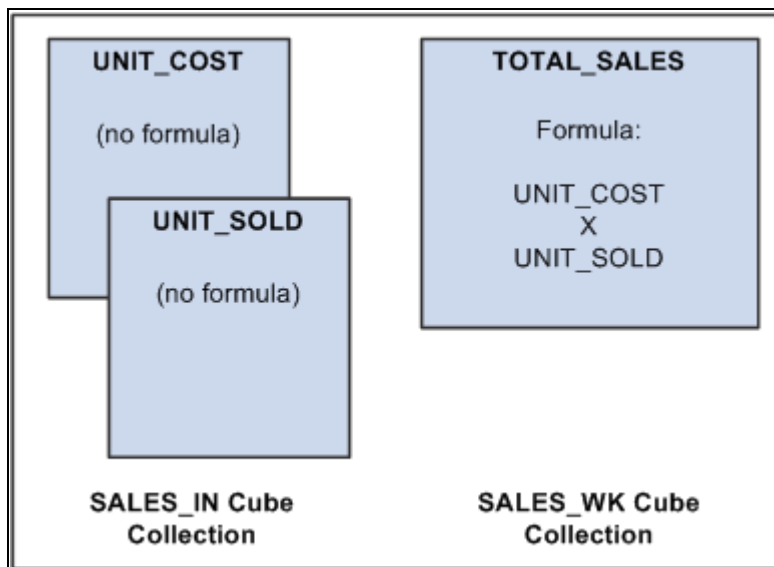 UNIT_COST
(no formula)
UNIT_SOLD
(no formula)
SALES_IN Cube
Collection
TOTAL_SALES
Formula:
UNIT_COST
X
UNIT_SOLD
SALES_WK Cube
Collection